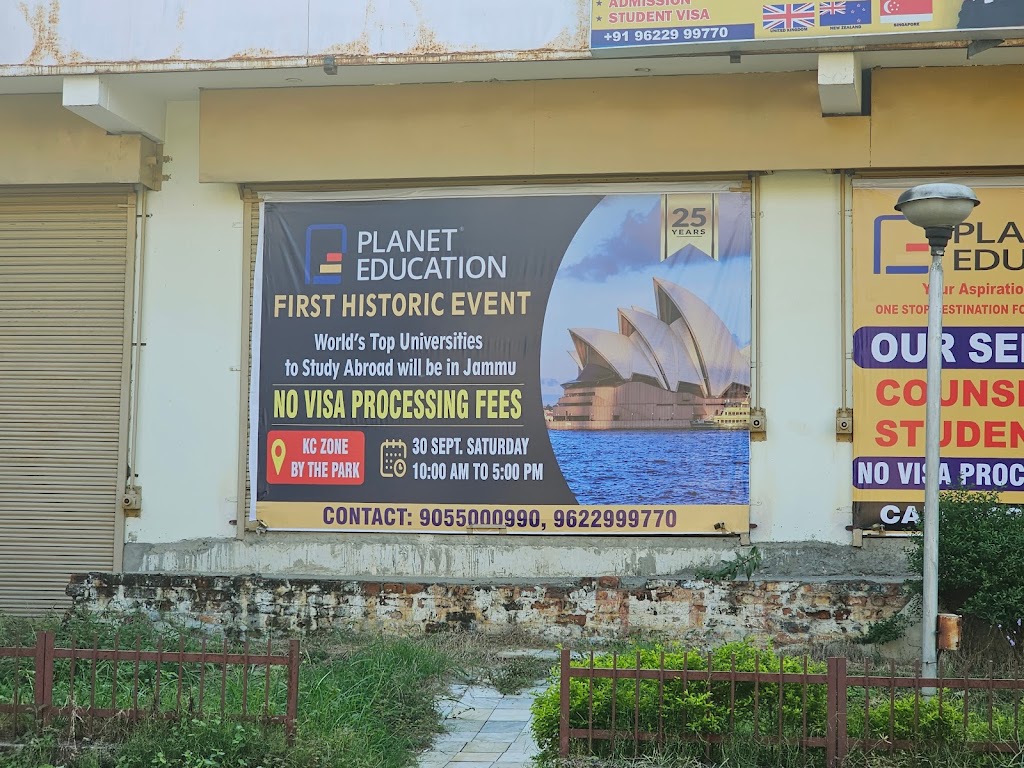 ★ ADMISSION
★ STUDENT VISA
+91 96229 99770
UNITED KINGDOM
NEW ZEALAND
SINGAPORE
PLANET
EDUCATION
25
YEARS
FIRST HISTORIC EVENT
World's Top Universities
to Study Abroad will be in Jammu
NO VISA PROCESSING FEES
KC ZONE
BY THE PARK
30 SEPT. SATURDAY
10:00 AM TO 5:00 PM
CONTACT: 9055000990, 9622999770
PLA
EDU
Your Aspiratio
ONE STOP DESTINATION FO
OUR SE
COUNS
STUDEN
NO VISA PROC
CA